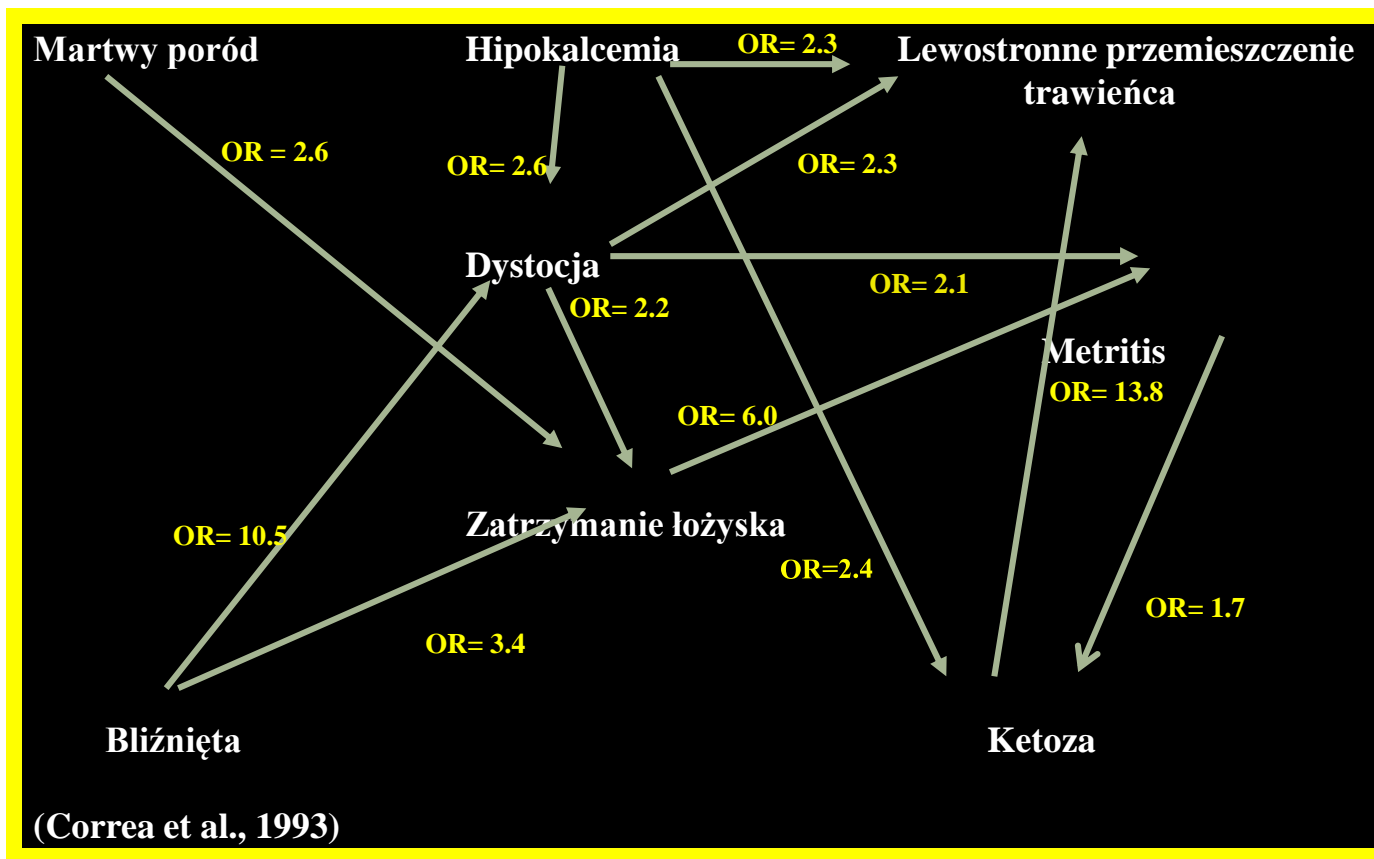 Martwy poród
Hipokalcemia
OR= 2.3
Lewostronne przemieszczenie
trawieńca
OR = 2.6
OR= 2.6
OR= 2.3
Dystocja
OR= 2.1
OR= 2.2
Metritis
OR= 13.8
OR= 6.0
Zatrzymanie łożyska
OR= 10.5
OR=2.4
OR= 1.7
OR= 3.4
Bliźnięta
Ketoza
(Correa et al., 1993)